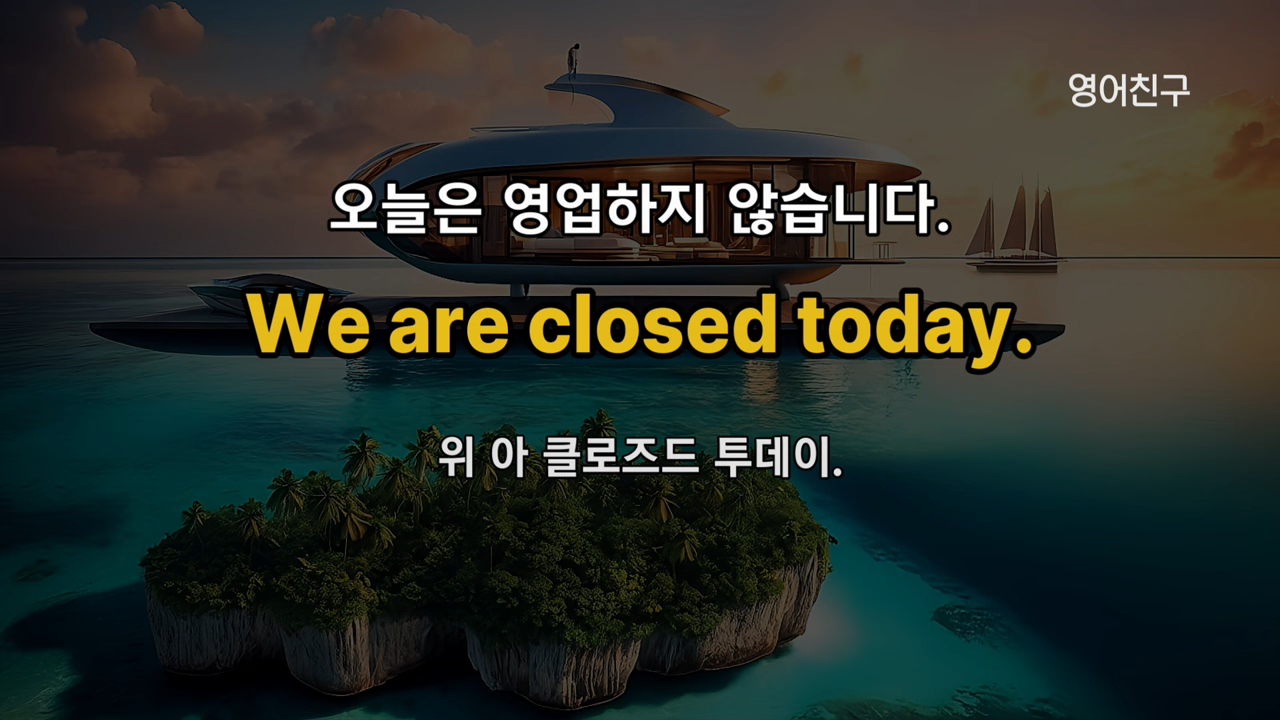 영어친구
오늘은 영업하지 않습니다.
We are closed today.
위 아 클로즈드 투데이.